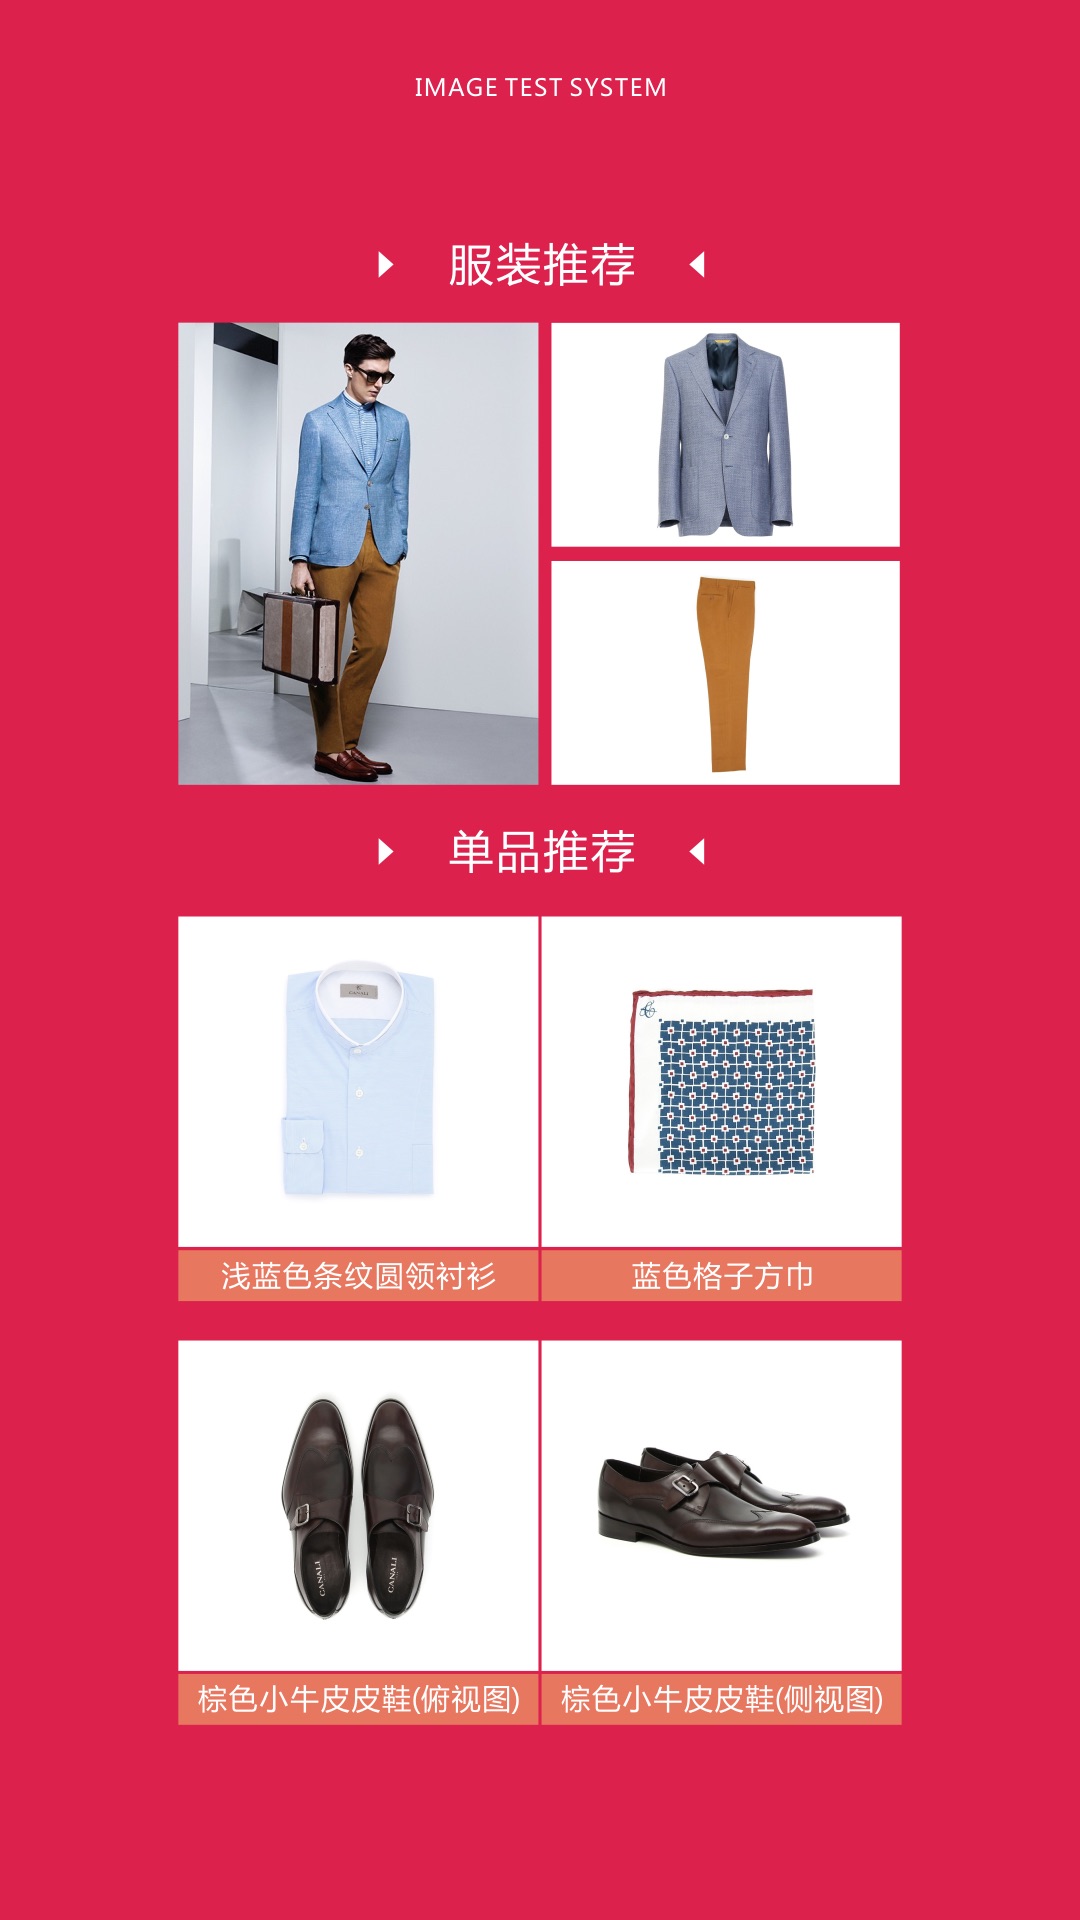 IMAGE TEST SYSTEM
服装推荐
单品推荐
CANALI
浅蓝色条纹圆领衬衫
蓝色格子方巾
CANALI
CANALI
棕色小牛皮皮鞋(俯视图)
棕色小牛皮皮鞋(侧视图)